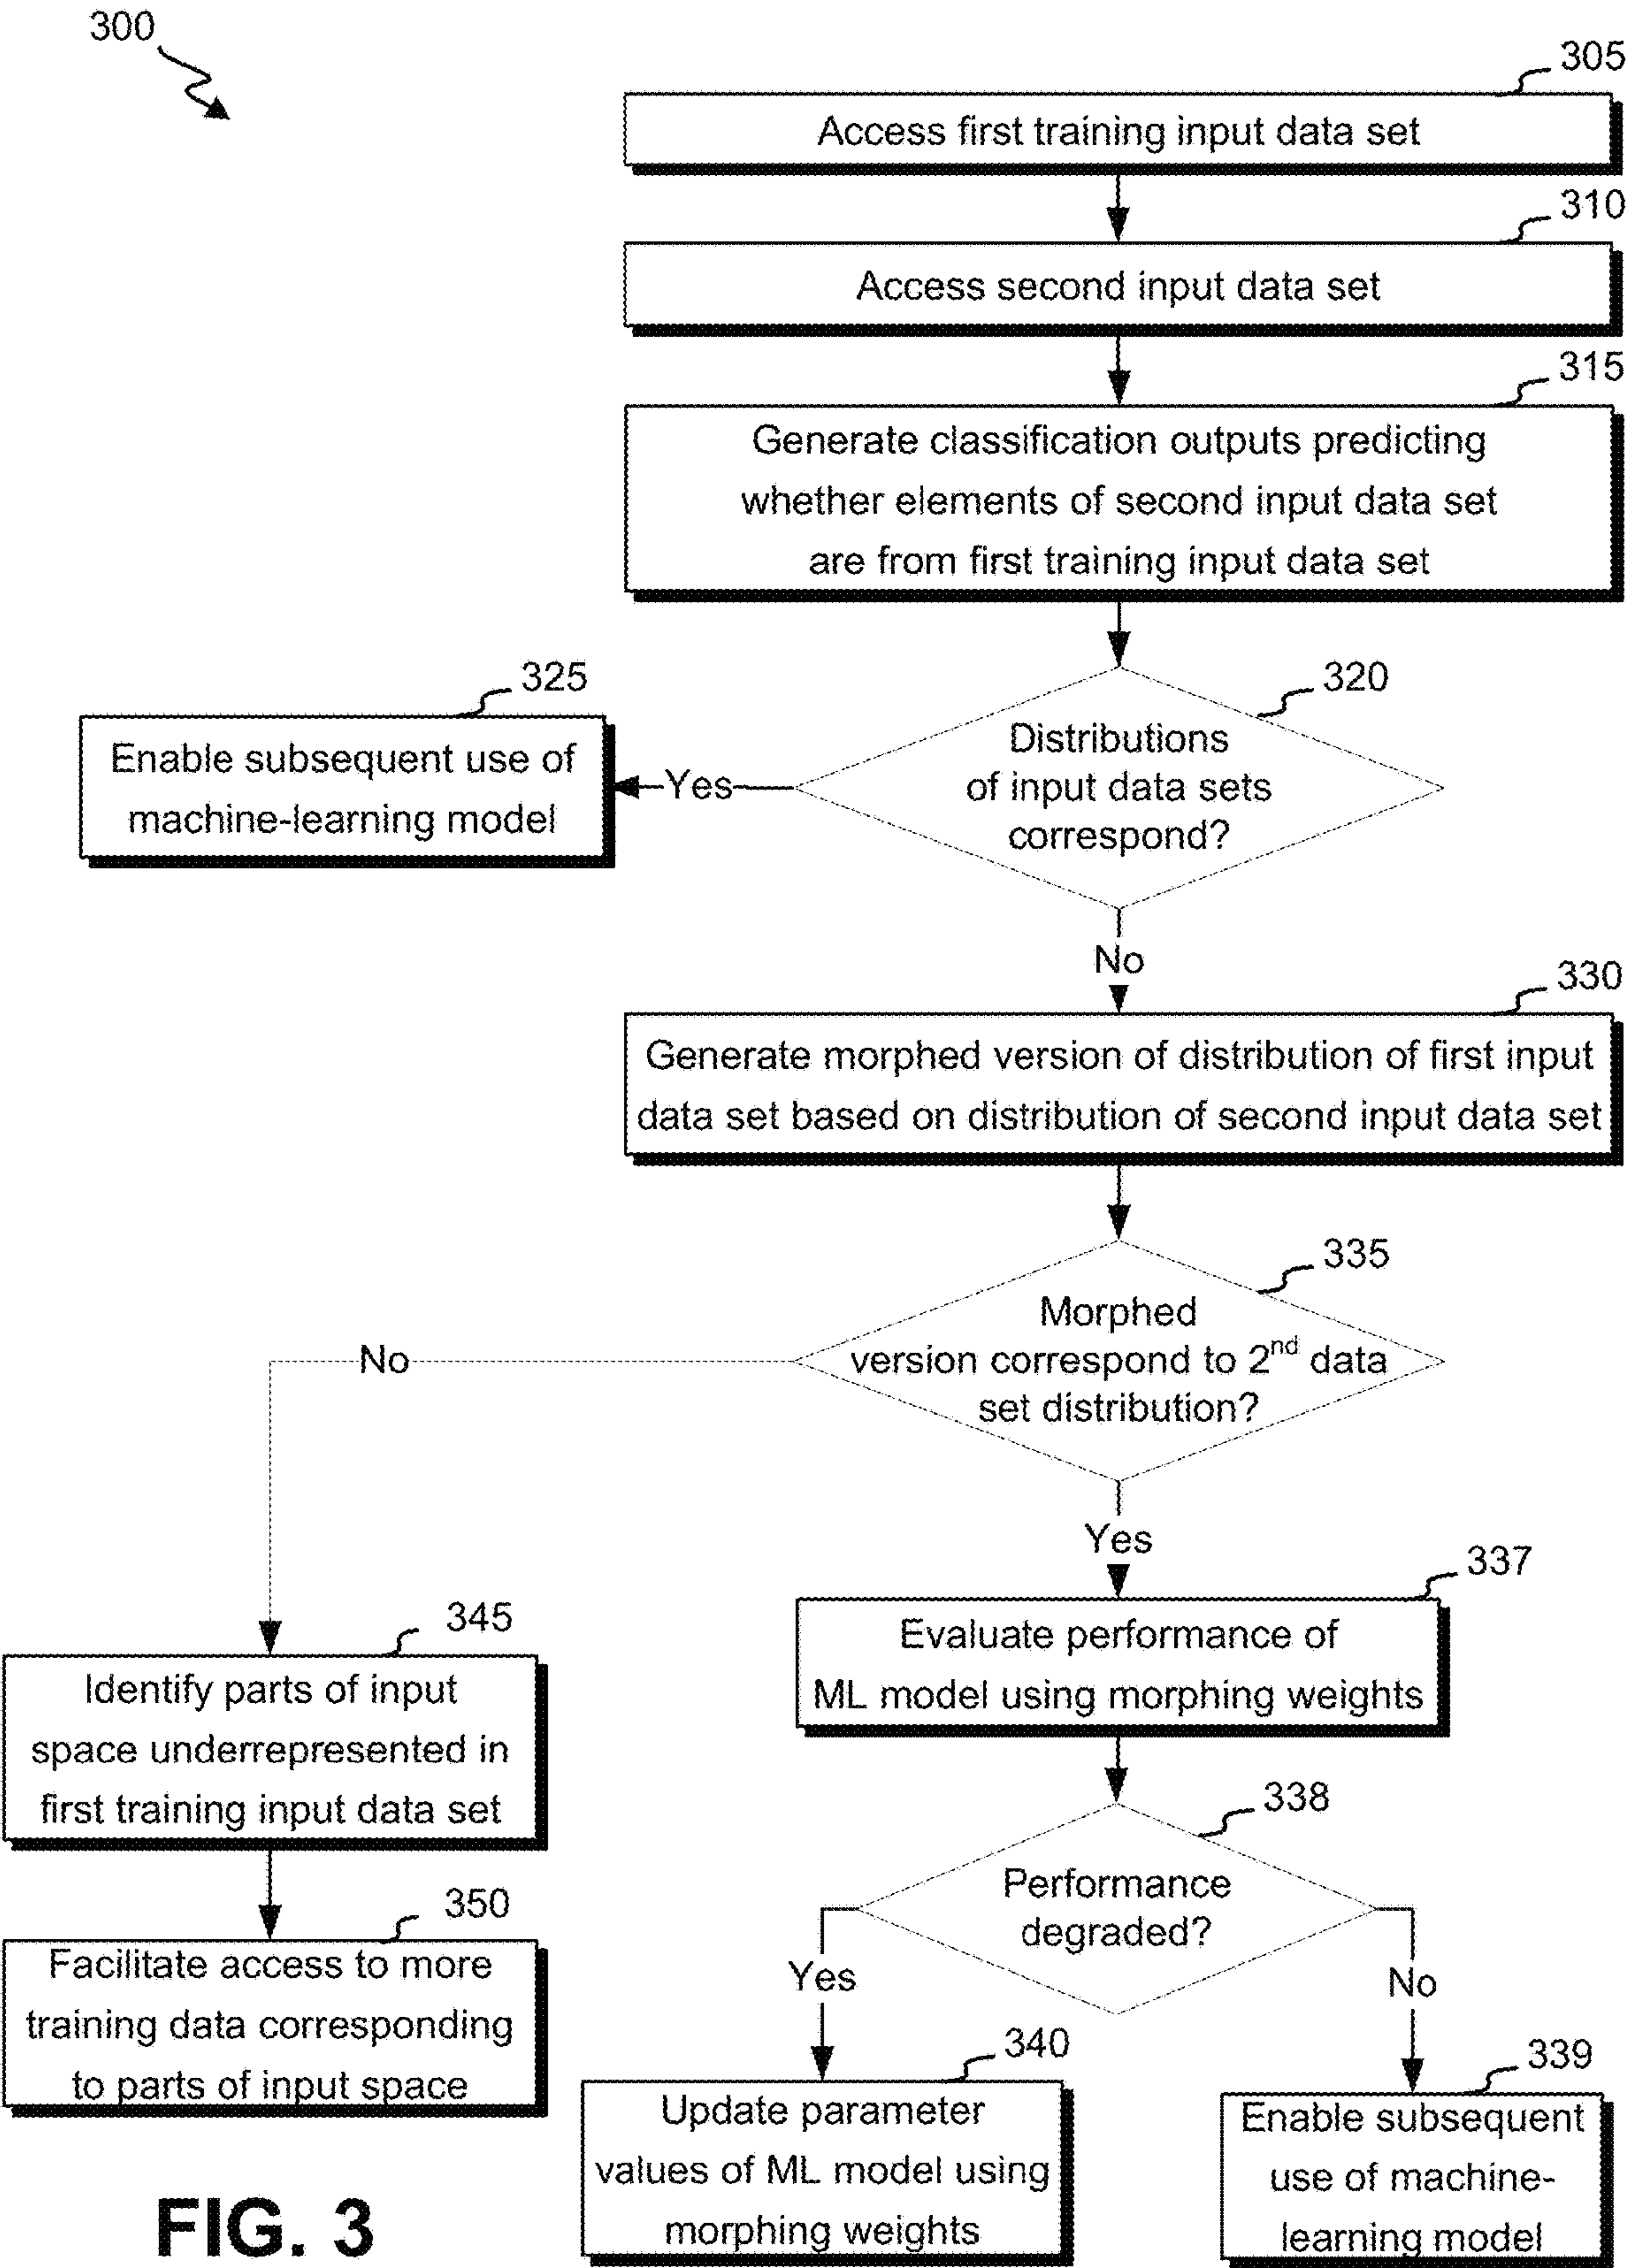 300
305
Access first training input data set
310
Access second input data set
315
Generate classification outputs predicting
whether elements of second input data set
are from first training input data set
320
Distributions
of input data sets
correspond?
325
Yes
Enable subsequent use of
machine-learning model
No
330
Generate morphed version of distribution of first input
data set based on distribution of second input data set
335
Morphed
version correspond to 2nd data
set distribution?
No
Yes
345
Identify parts of input
space underrepresented in
first training input data set
350
Facilitate access to more
training data corresponding
to parts of input space
337
Evaluate performance of
ML model using morphing weights
338
Performance
degraded?
Yes
No
340
Update parameter
values of ML model using
morphing weights
339
Enable subsequent
use of machine-
learning model
FIG. 3